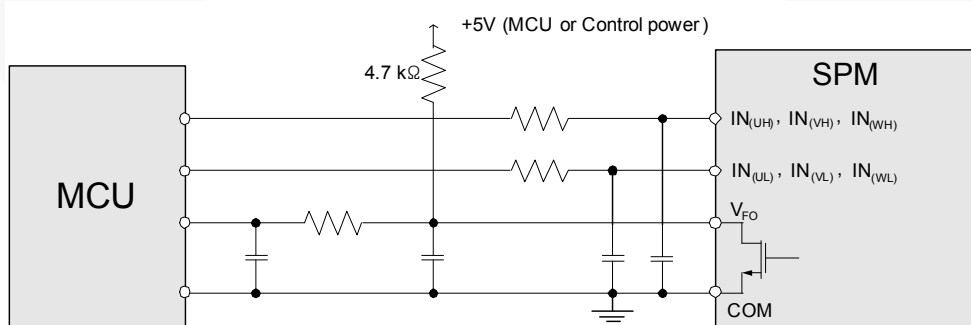 +5V (MCU or Control power)
4.7 kΩ
SPM
MCU
IN(UH), IN(VH), IN(WH)
IN(UL), IN(VL), IN(WL)
VFO
COM